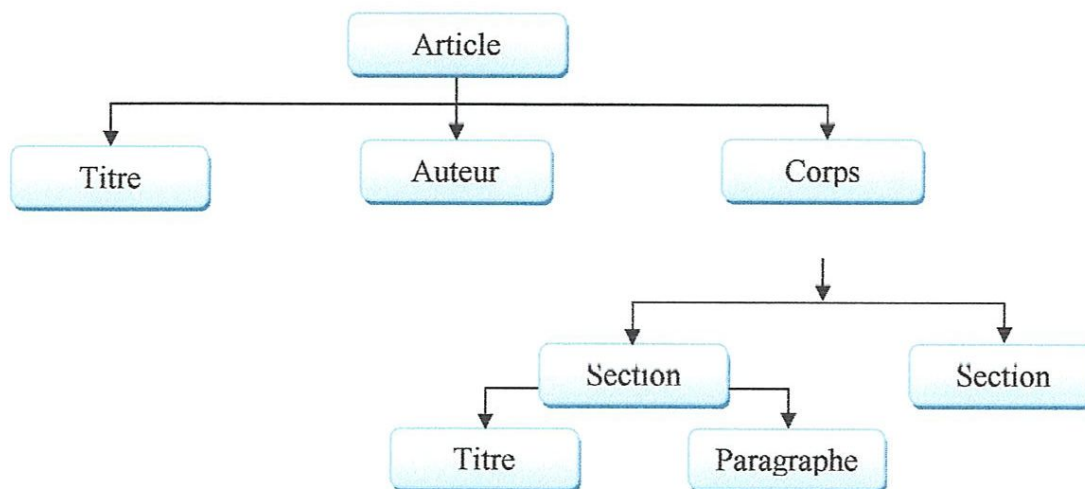 Article
Titre
Auteur
Corps
Section
Section
Titre
Paragraphe